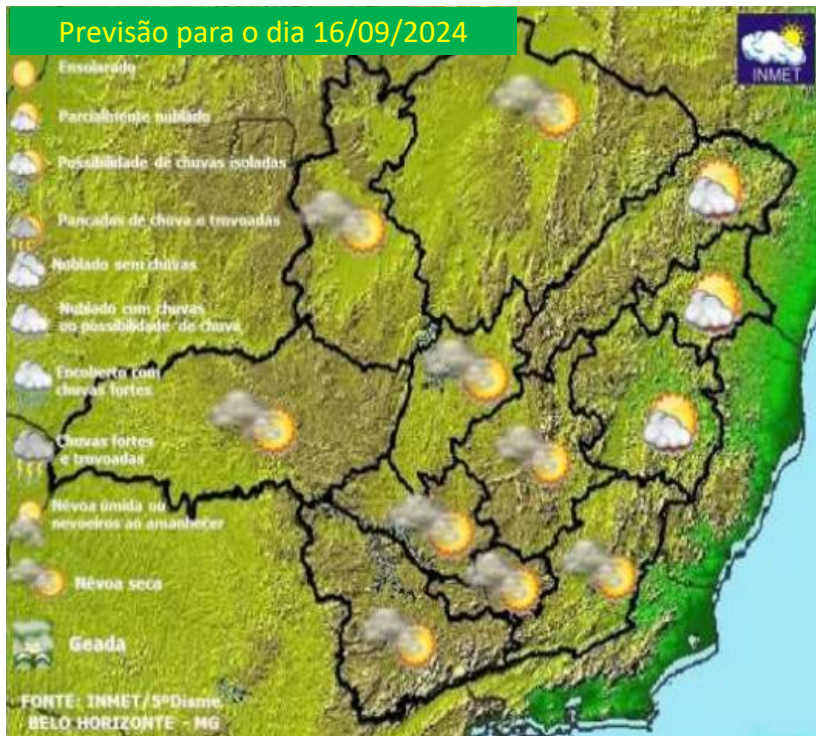 Previsão para o dia 16/09/2024
INMET
Ensolarado
Parcialmente nublado
Possibilidade de chuvas isoladas
Pancadas de chuva e trovoadas
Nublado sem chuvas
Nublado com chuvas
ou possibilidade de chuva
Encoberto com
chuvas fortes
Chuvas fortes
e trovoadas
Névoa úmida ou
nevoeiros ao amanhecer
Névoa seca
Geada
FONTE: INMET/5ºDisme
BELO HORIZONTE - MG